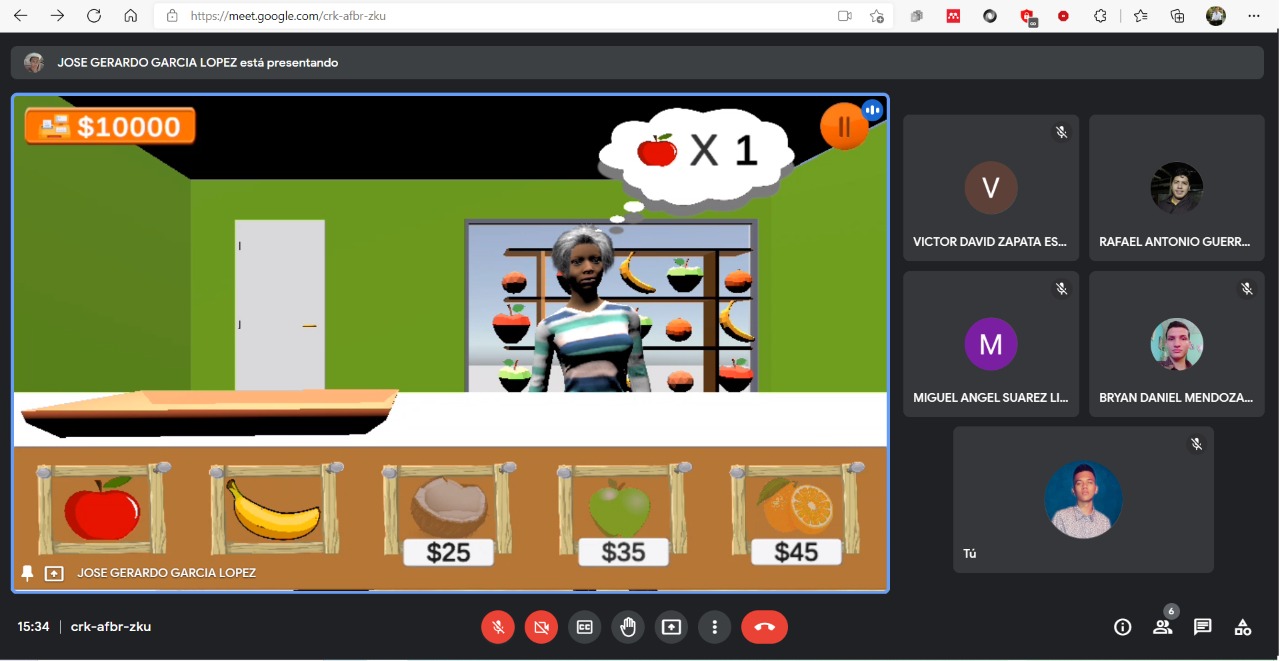 https://meet.google.com/crk-afbr-zku
JOSE GERARDO GARCIA LOPEZ está presentando
$10000
X 1
$25
$35
$45
JOSE GERARDO GARCIA LOPEZ
V
VICTOR DAVID ZAPATA ES...
RAFAEL ANTONIO GUERR...
M
MIGUEL ANGEL SUAREZ LI...
BRYAN DANIEL MENDOZA...
Tú
15:34 | crk-afbr-zku
6